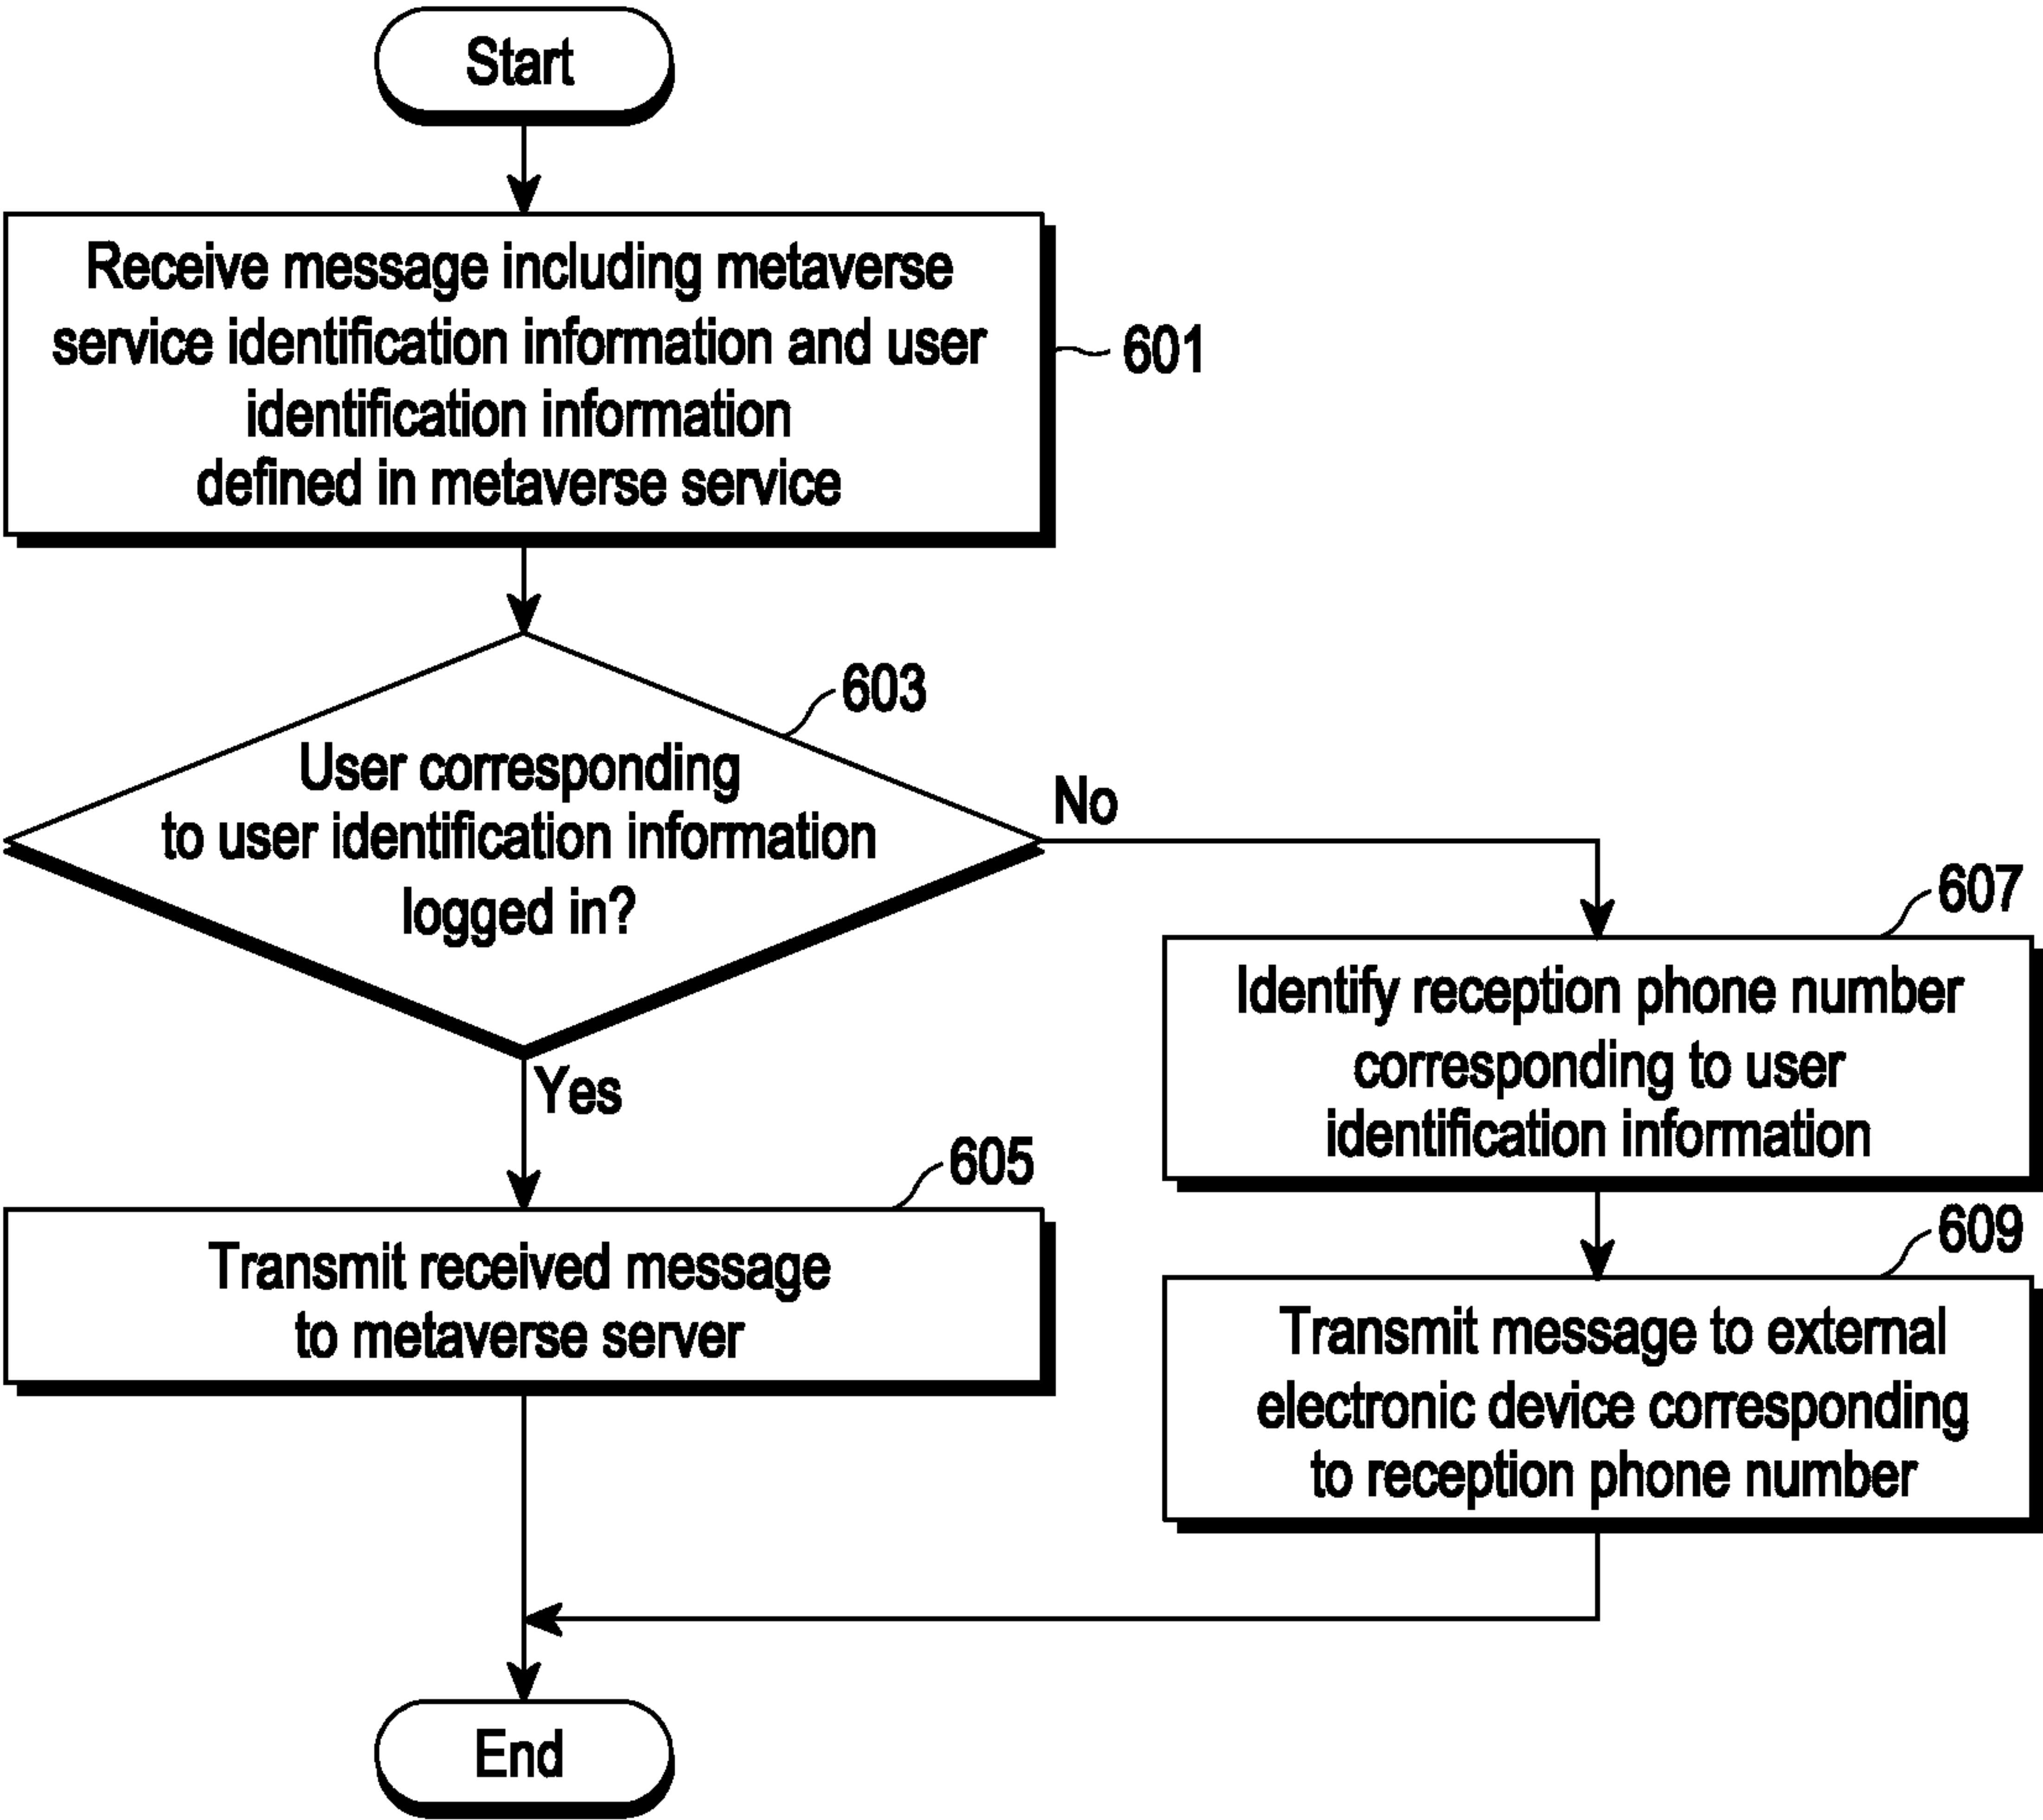 Start
Receive message including metaverse
service identification information and user
identification information
defined in metaverse service
601
603
User corresponding
to user identification information
logged in?
No
Yes
607
Identify reception phone number
corresponding to user
identification information
605
Transmit received message
to metaverse server
609
Transmit message to external
electronic device corresponding
to reception phone number
End